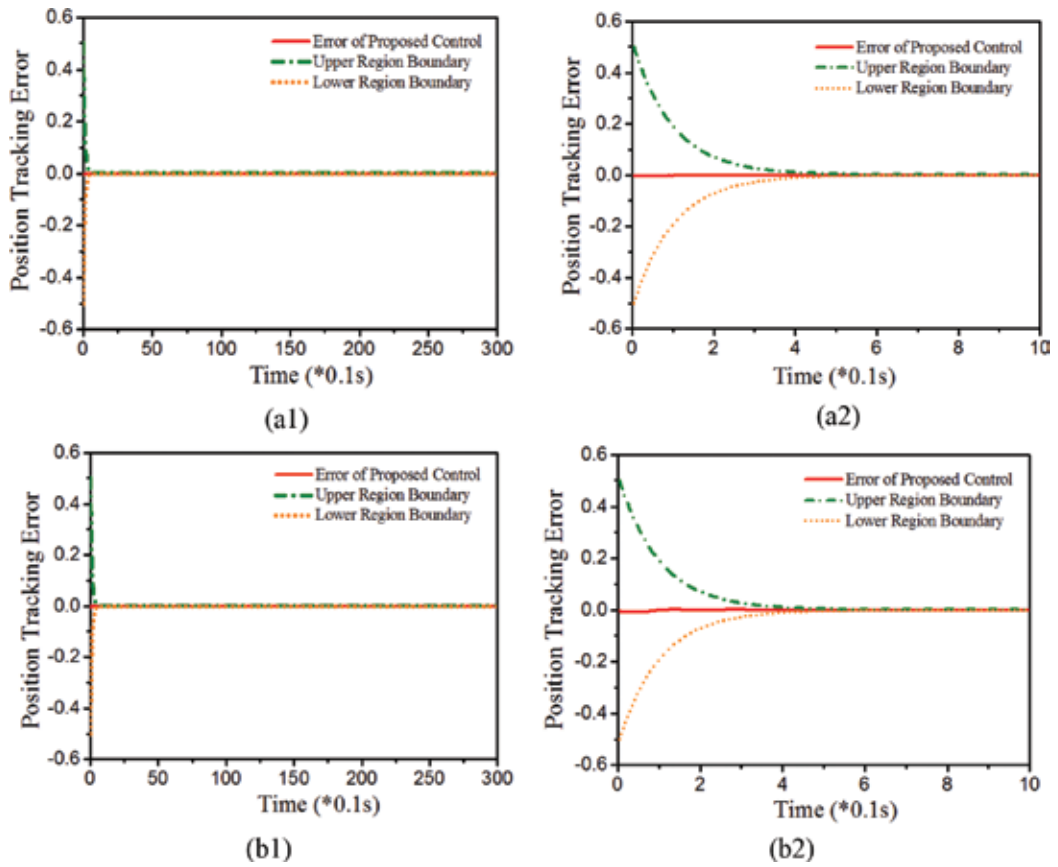 0.6
0.4
0.2
0.0
-0.2
-0.4
-0.6
Position Tracking Error
Error of Proposed Control
Upper Region Boundary
Lower Region Boundary
0 50 100 150 200 250 300
Time (*0.1s)
(a1)
0.6
0.4
0.2
0.0
-0.2
-0.4
-0.6
Position Tracking Error
Error of Proposed Control
Upper Region Boundary
Lower Region Boundary
0 2 4 6 8 10
Time (*0.1s)
(a2)
0.6
0.4
0.2
0.0
-0.2
-0.4
-0.6
Position Tracking Error
Error of Proposed Control
Upper Region Boundary
Lower Region Boundary
0 50 100 150 200 250 300
Time (*0.1s)
(b1)
0.6
0.4
0.2
0.0
-0.2
-0.4
-0.6
Position Tracking Error
Error of Proposed Control
Upper Region Boundary
Lower Region Boundary
0 2 4 6 8 10
Time (*0.1s)
(b2)